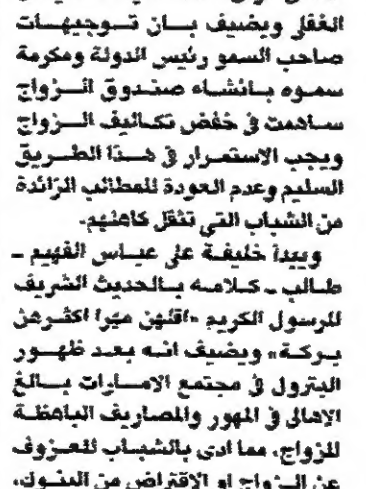 العقل ويضيف بان توجيهات
صاحب السمو رئيس الدولة ومكرمة
سموه بانشاء صندوق الزواج
ساهمت في خفض تكاليف الزواج
ويجب الاستمرار في هذا الطريق
السليم وعدم العودة للمطالب الزائدة
من الشباب التي تثقل كاهلهم.
ويبدأ خليفة علي عباس الفهيم ـ
طالب ـ كلامه بالحديث الشريف
للرسول الكريم «اقلهن مهرا اكثرهن
بركة» ويضيف انه بعد ظهور
البترول في مجتمع الامارات بالغ
الاهالي في المهور والمصاريف الباهظة
للزواج، مما ادى بالشباب للعزوف
عن الزواج او الاقتراض من البنوك،